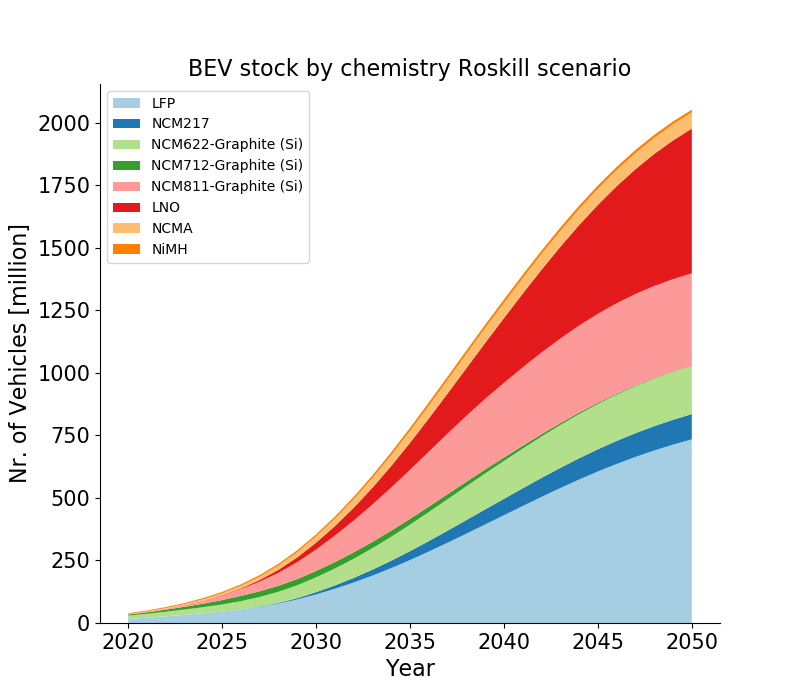 BEV stock by chemistry Roskill scenario
LFP
NCM217
NCM622-Graphite (Si)
NCM712-Graphite (Si)
NCM811-Graphite (Si)
LNO
NCMA
NiMH
Nr. of Vehicles [million]
2000
1750
1500
1250
1000
750
500
250
0
2020 2025 2030 2035 2040 2045 2050
Year